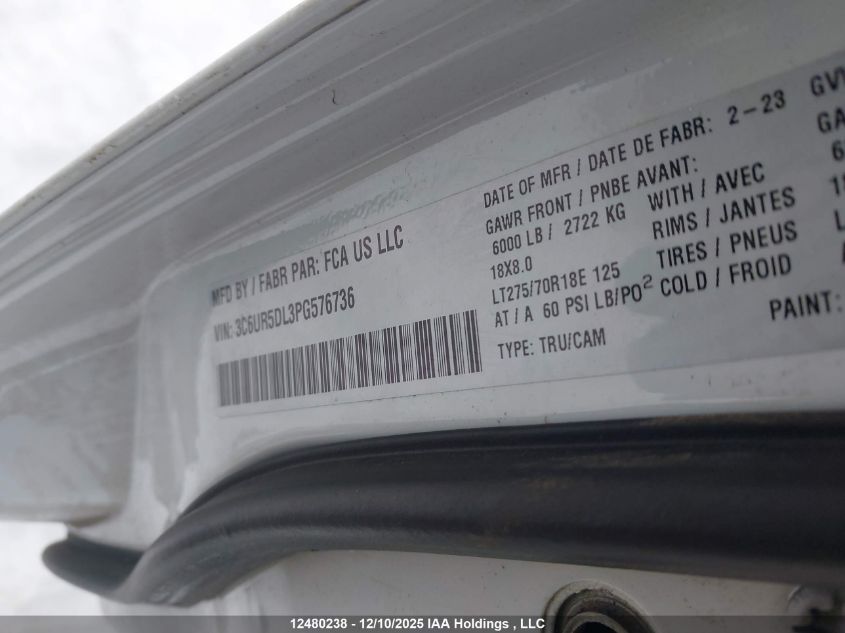 MFD BY / FABR PAR: FCA US LLC
VIN: 3C6UR5DL3PG576736
DATE OF MFR / DATE DE FABR: 2-23
GAWR FRONT / PNBE AVANT:
6000 LB / 2722 KG WITH / AVEC
18X8.0 RIMS / JANTES
LT275/70R18E 125 TIRES / PNEUS
AT / A 60 PSI LB/PO2 COLD / FROID
TYPE: TRU/CAM
PAINT:
12480238 - 12/10/2025 IAA Holdings , LLC